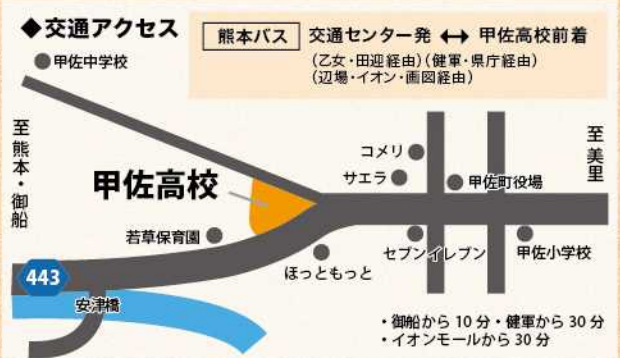 ◆交通アクセス
熊本バス 交通センター発 ↔ 甲佐高校前着
（乙女・田迎経由）（健軍・県庁経由）
（辺場・イオン・画図経由）
甲佐中学校
至熊本・御船
甲佐高校
若草保育園
443
安津橋
ほっともっと
コメリ
サエラ
甲佐町役場
セブンイレブン
甲佐小学校
至美里
・御船から10分・健軍から30分
・イオンモールから30分